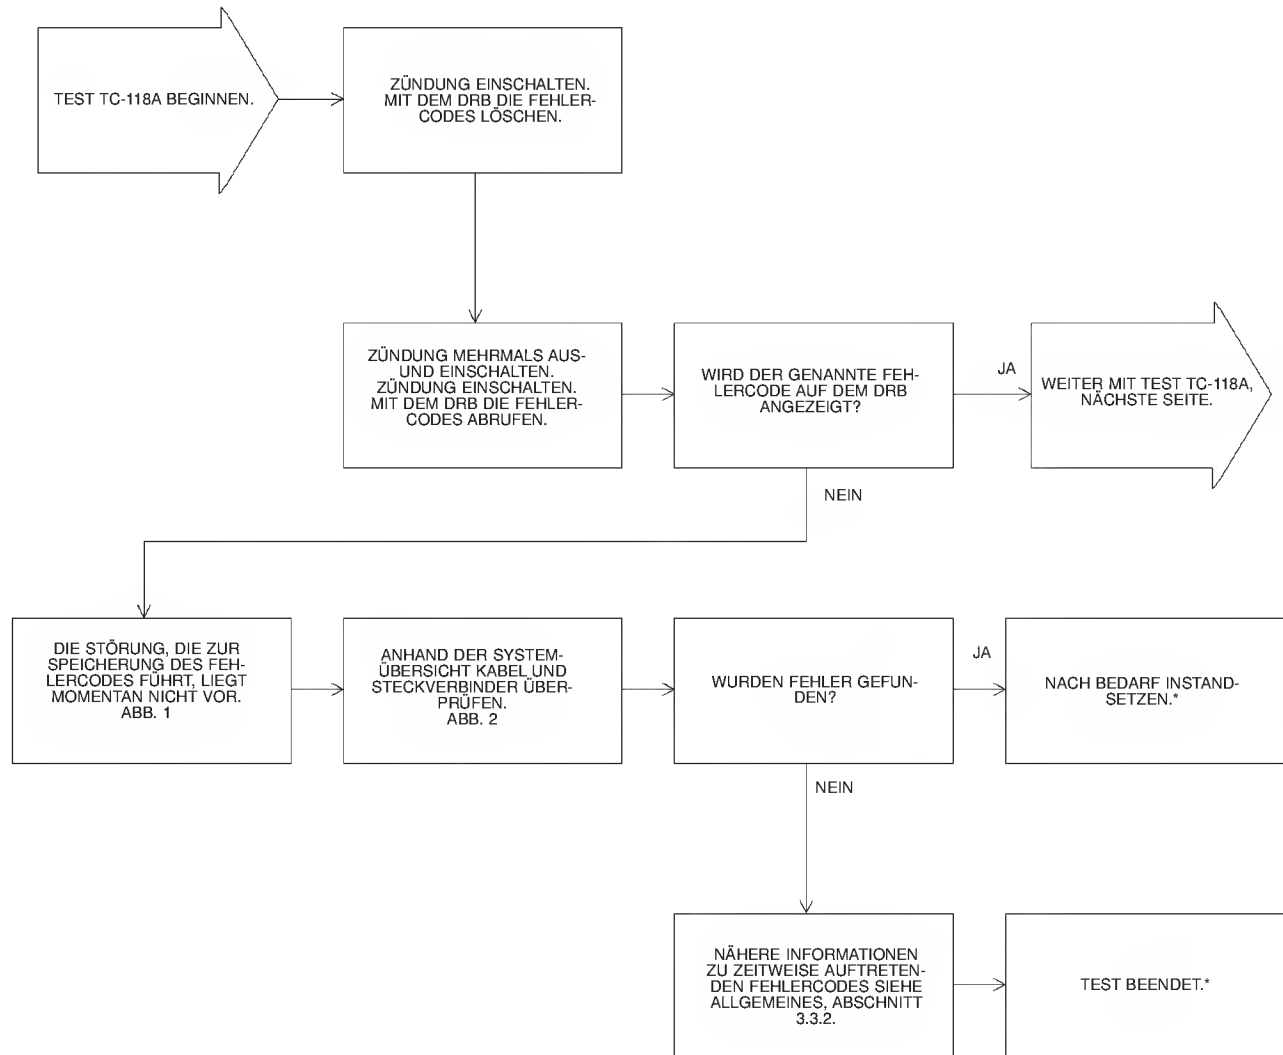 TEST TC-118A BEGINNEN.
ZÜNDUNG EINSCHALTEN.
MIT DEM DRB DIE FEHLER-
CODES LÖSCHEN.
ZÜNDUNG MEHRMALS AUS-
UND EINSCHALTEN.
ZÜNDUNG EINSCHALTEN.
MIT DEM DRB DIE FEHLER-
CODES ABRUFEN.
WIRD DER GENANNTE FEH-
LERCODE AUF DEM DRB
ANGEZEIGT?
JA
WEITER MIT TEST TC-118A,
NÄCHSTE SEITE.
NEIN
DIE STÖRUNG, DIE ZUR
SPEICHERUNG DES FEH-
LERCODES FÜHRT, LIEGT
MOMENTAN NICHT VOR.
ABB. 1
ANHAND DER SYSTEM-
ÜBERSICHT KABEL UND
STECKVERBINDER ÜBER-
PRÜFEN.
ABB. 2
WURDEN FEHLER GEFUN-
DEN?
JA
NACH BEDARF INSTAND-
SETZEN.*
NEIN
NÄHERE INFORMATIONEN
ZU ZEITWEISE AUFTRETEN-
DEN FEHLERCODES SIEHE
ALLGEMEINES, ABSCHNITT
3.3.2.
TEST BEENDET.*